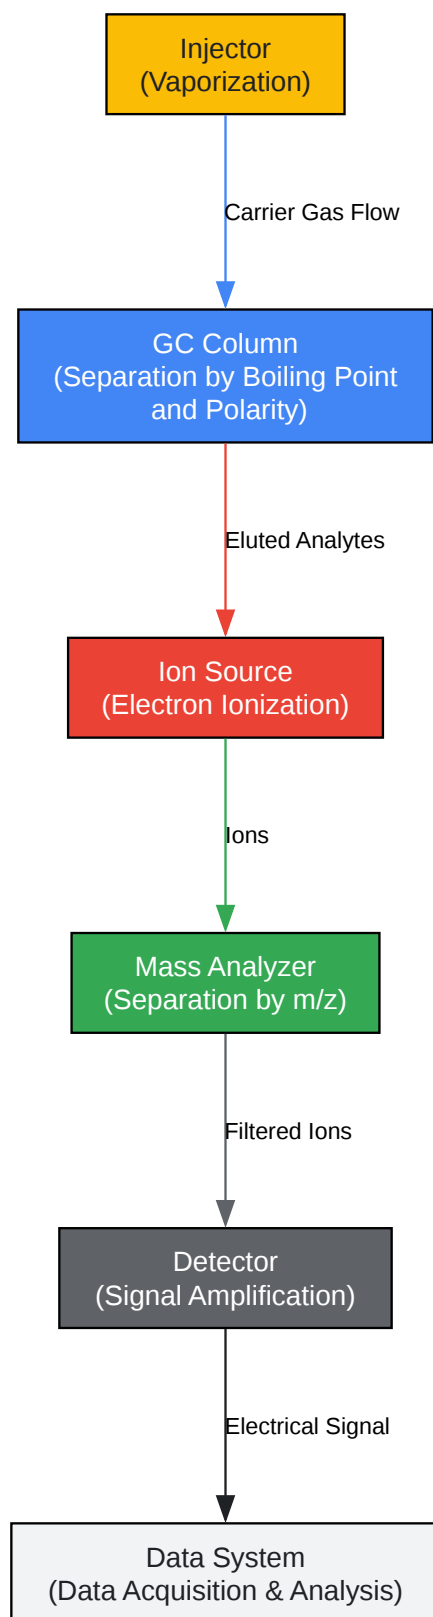 Injector
(Vaporization)
Carrier Gas Flow
GC Column
(Separation by Boiling Point
and Polarity)
Eluted Analytes
Ion Source
(Electron Ionization)
Ions
Mass Analyzer
(Separation by m/z)
Filtered Ions
Detector
(Signal Amplification)
Electrical Signal
Data System
(Data Acquisition & Analysis)